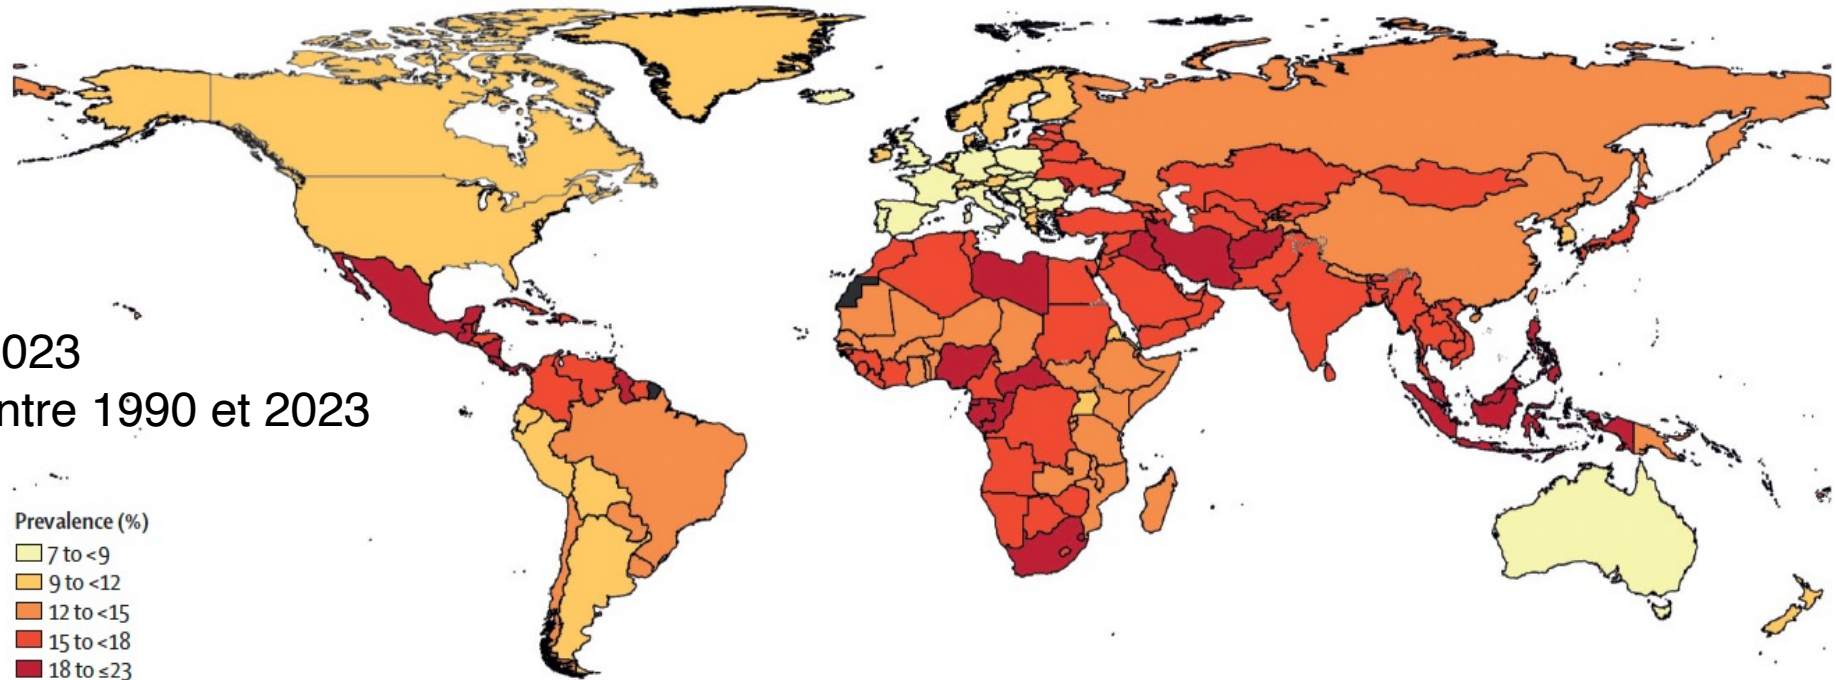 023
ntre 1990 et 2023
Prevalence (%)
7 to <9
9 to <12
12 to <15
15 to <18
18 to ≤23